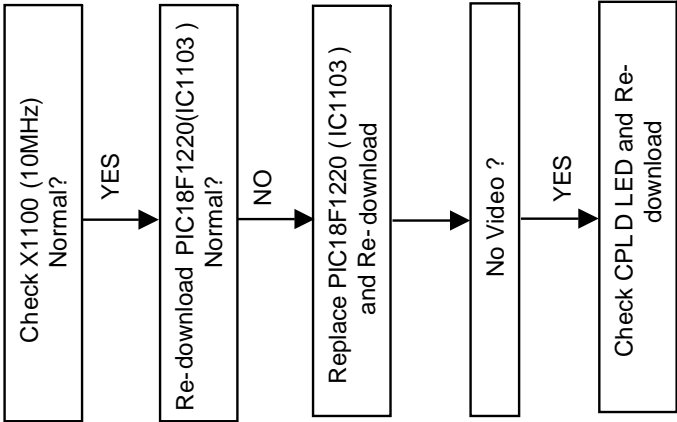 Check X1100 (10MHz)
Normal?
YES
Re-download PIC18F1220(IC1103 )
Normal?
NO
Replace PIC18F1220 ( IC1103 )
and Re-download
No Video ?
YES
Check CPLD LED and Re-
download